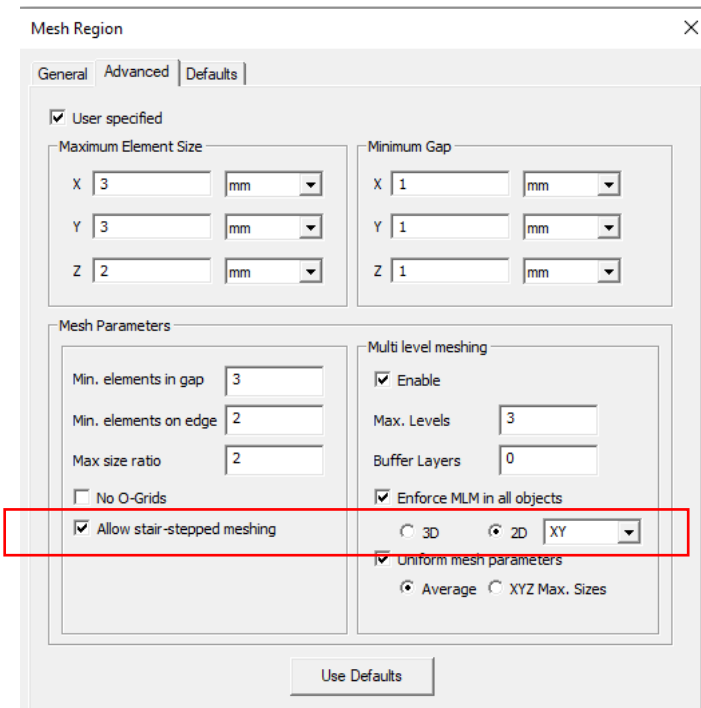 Mesh Region
General Advanced Defaults
User specified
Maximum Element Size
X 3 mm
Y 3 mm
Z 2 mm
Minimum Gap
X 1 mm
Y 1 mm
Z 1 mm
Mesh Parameters
Min. elements in gap 3
Min. elements on edge 2
Max size ratio 2
No O-Grids
Allow stair-stepped meshing
Multi level meshing
Enable
Max. Levels 3
Buffer Layers 0
Enforce MLM in all objects
3D 2D XY
Uniform mesh parameters
Average XYZ Max. Sizes
Use Defaults